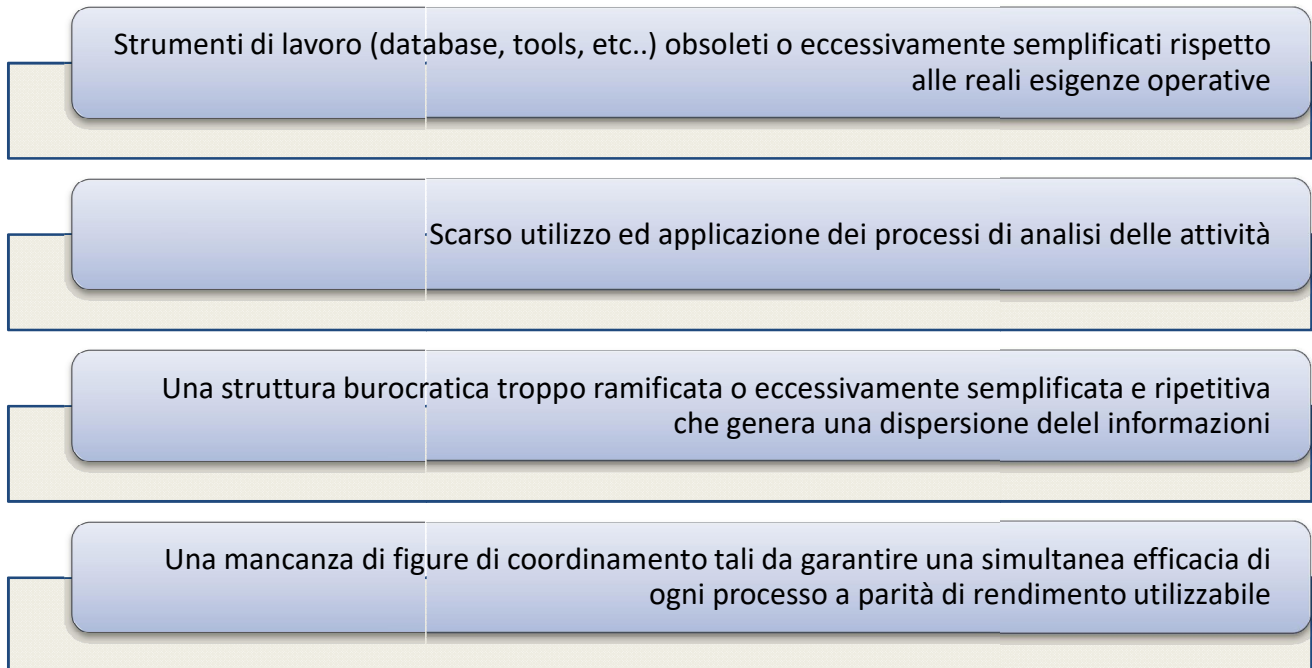 Strumenti di lavoro (database, tools, etc..) obsoleti o eccessivamente semplificati rispetto
alle reali esigenze operative
Scarso utilizzo ed applicazione dei processi di analisi delle attività
Una struttura burocratica troppo ramificata o eccessivamente semplificata e ripetitiva
che genera una dispersione delel informazioni
Una mancanza di figure di coordinamento tali da garantire una simultanea efficacia di
ogni processo a parità di rendimento utilizzabile